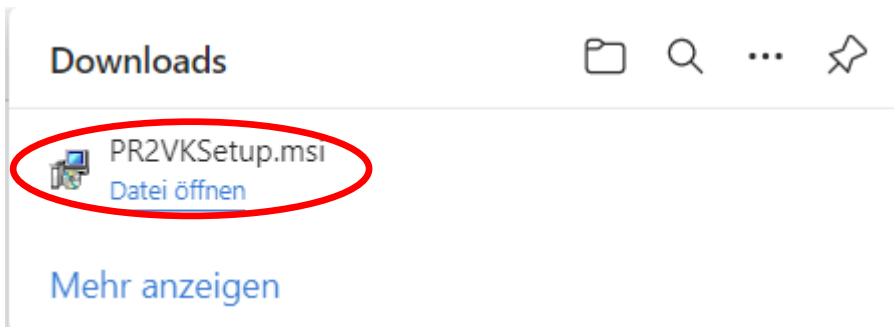 Downloads
PR2VKSetup.msi
Datei öffnen
Mehr anzeigen